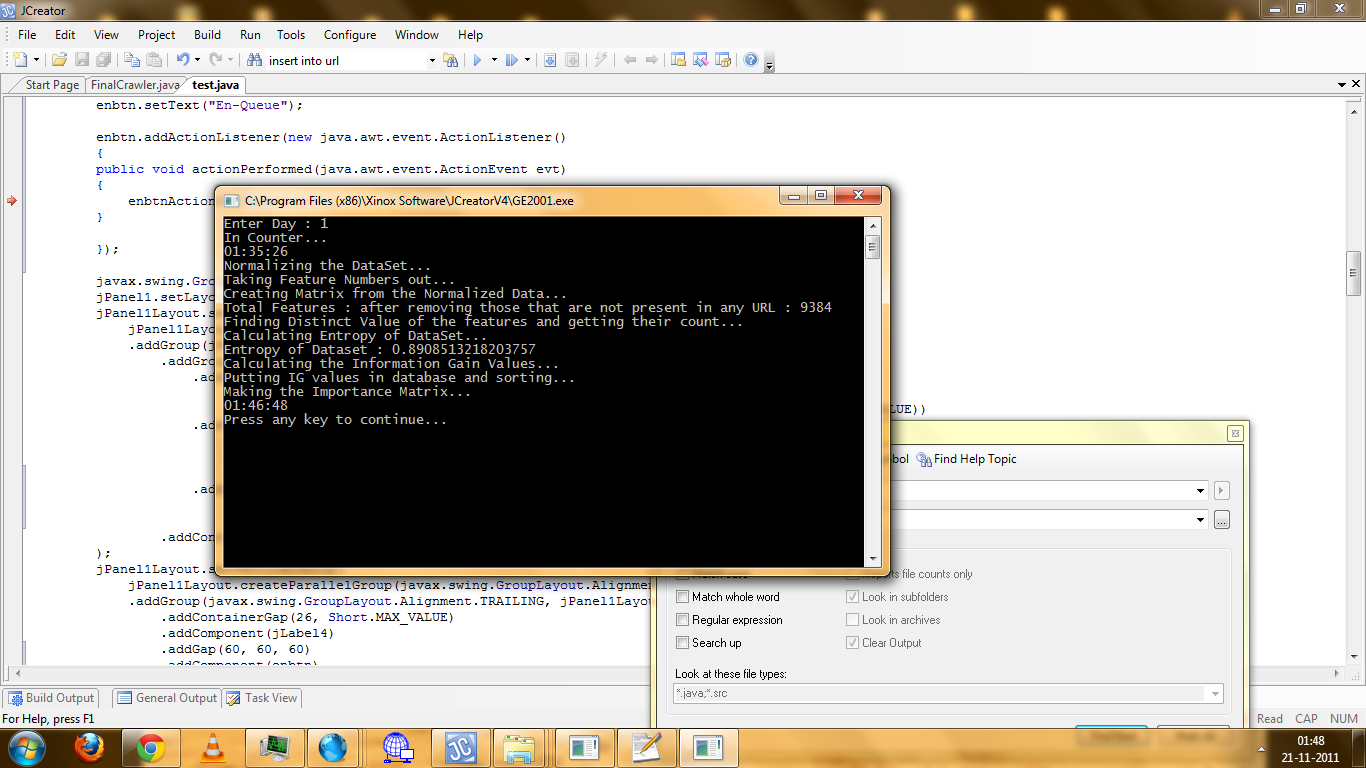 JCreator
File Edit View Project Build Run Tools Configure Window Help
insert into url
Start Page FinalCrawler.java test.java
enbtn.setText("En-Queue");
enbtn.addActionListener(new java.awt.event.ActionListener()
{
public void actionPerformed(java.awt.event.ActionEvent evt)
{
enbtnAction
}
});
javax.swing.Gro
jPanel1.setLayo
jPanel1Layout.s
jPanel1Layo
.addGroup(j
.addGro
.ad
LUE))
.ad
.ad
.addCon
);
jPanel1Layout.s
jPanel1Layout.createParallelGroup(javax.swing.GroupLayout.Alignment
.addGroup(javax.swing.GroupLayout.Alignment.TRAILING, jPanel1Layou
.addContainerGap(26, Short.MAX_VALUE)
.addComponent(jLabel4)
.addGap(60, 60, 60)
.addComponent(enbtn)
C:\Program Files (x86)\Xinox Software\JCreatorV4\GE2001.exe
Enter Day : 1
In Counter...
01:35:26
Normalizing the DataSet...
Taking Feature Numbers out...
Creating Matrix from the Normalized Data...
Total Features : after removing those that are not present in any URL : 9384
Finding Distinct Value of the features and getting their count...
Calculating Entropy of DataSet...
Entropy of Dataset : 0.8908513218203757
Calculating the Information Gain Values...
Putting IG values in database and sorting...
Making the Importance Matrix...
01:46:48
Press any key to continue...
bol Find Help Topic
...
file counts only
Match whole word Look in subfolders
Regular expression Look in archives
Search up Clear Output
Look at these file types:
*.java;*.src
Build Output General Output Task View
For Help, press F1
Read CAP NUM
JC
01:48
21-11-2011